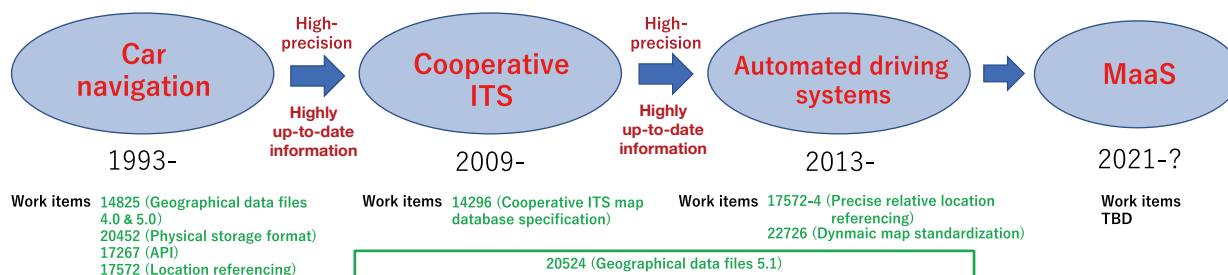 Car
navigation
High-
precision
Highly
up-to-date
information
Cooperative
ITS
High-
precision
Highly
up-to-date
information
Automated driving
systems
MaaS
1993-
2009-
2013-
2021-?
Work items 14825 (Geographical data files
4.0 & 5.0)
20452 (Physical storage format)
17267 (API)
17572 (Location referencing)
Work items 14296 (Cooperative ITS map
database specification)
Work items 17572-4 (Precise relative location
referencing)
22726 (Dynmaic map standardization)
Work items
TBD
20524 (Geographical data files 5.1)